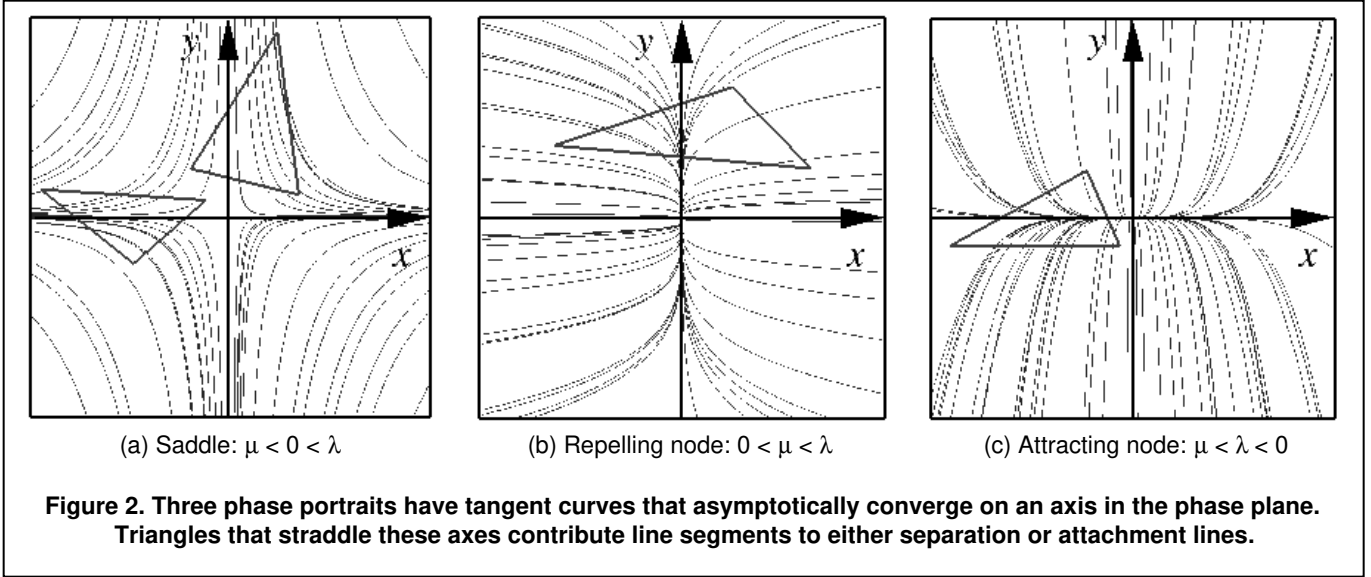 y
x
y
x
y
x
(a) Saddle: μ < 0 < λ
(b) Repelling node: 0 < μ < λ
(c) Attracting node: μ < λ < 0
Figure 2. Three phase portraits have tangent curves that asymptotically converge on an axis in the phase plane.
Triangles that straddle these axes contribute line segments to either separation or attachment lines.